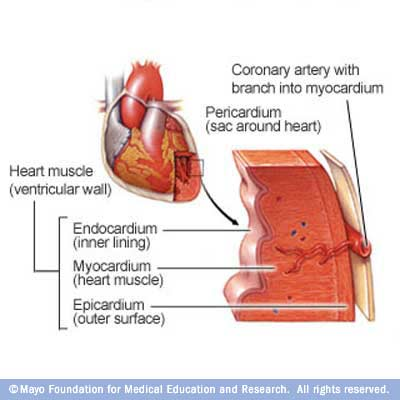 Coronary artery with
branch into myocardium
Pericardium
(sac around heart)
Heart muscle
(ventricular wall)
Endocardium
(inner lining)
Myocardium
(heart muscle)
Epicardium
(outer surface)
© Mayo Foundation for Medical Education and Research. All rights reserved.